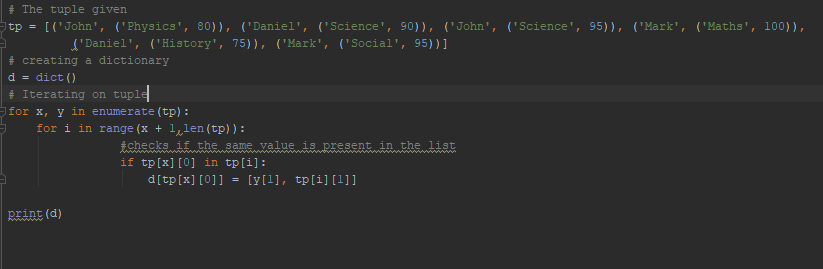 # The tuple given
tp = [('John', ('Physics', 80)), ('Daniel', ('Science', 90)), ('John', ('Science', 95)), ('Mark', ('Maths', 100)),
('Daniel', ('History', 75)), ('Mark', ('Social', 95))]
# creating a dictionary
d = dict()
# Iterating on tuple
for x, y in enumerate(tp):
for i in range(x + 1,len(tp)):
#checks if the same value is present in the list
if tp[x][0] in tp[i]:
d[tp[x][0]] = [y[1], tp[i][1]]
print(d)